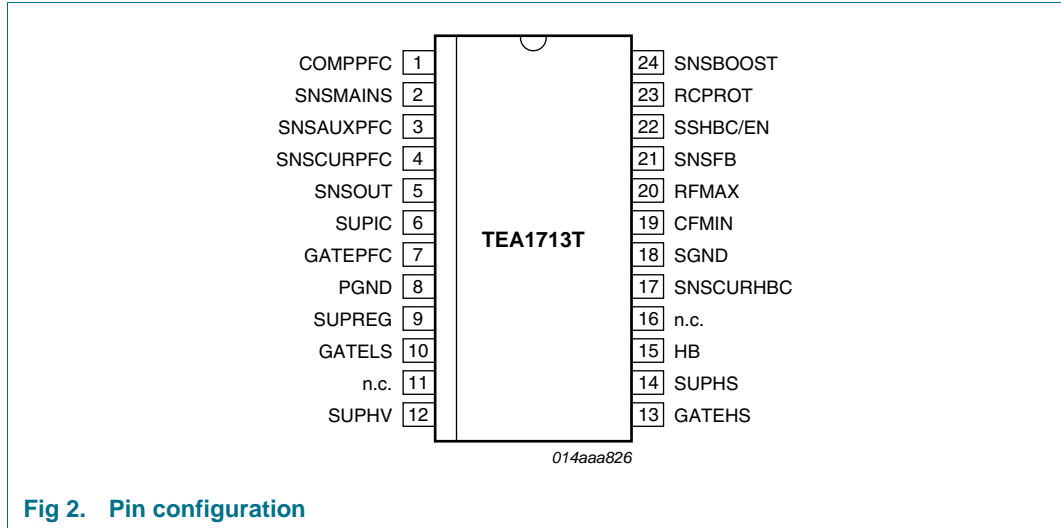 COMPPFC 1
SNSMAINS 2
SNSAUXPFC 3
SNSCURPFC 4
SNSOUT 5
SUPIC 6
GATEPFC 7
PGND 8
SUPREG 9
GATELS 10
n.c. 11
SUPHV 12
TEA1713T
24 SNSBOOST
23 RCPROT
22 SSHBC/EN
21 SNSFB
20 RFMAX
19 CFMIN
18 SGND
17 SNSCURHBC
16 n.c.
15 HB
14 SUPHS
13 GATEHS
014aaa826
Fig 2. Pin configuration